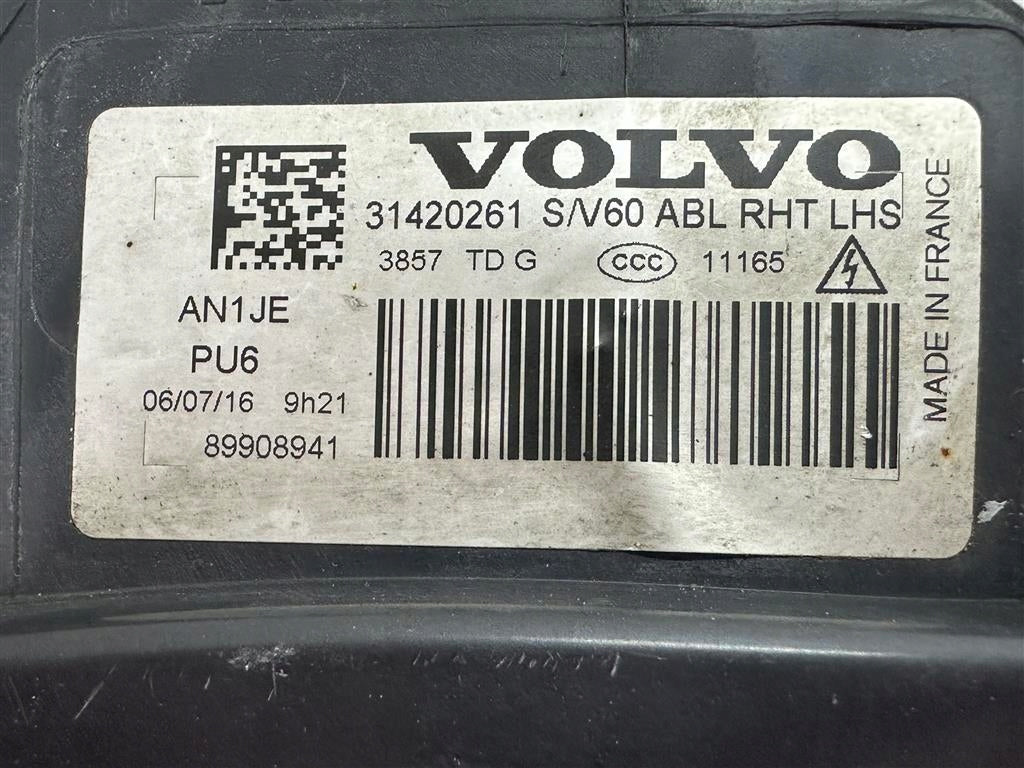 VOLVO
31420261 S/V60 ABL RHT LHS
3857 TD G CCC 11165
AN1JE
PU6
06/07/16 9h21
89908941
MADE IN FRANCE